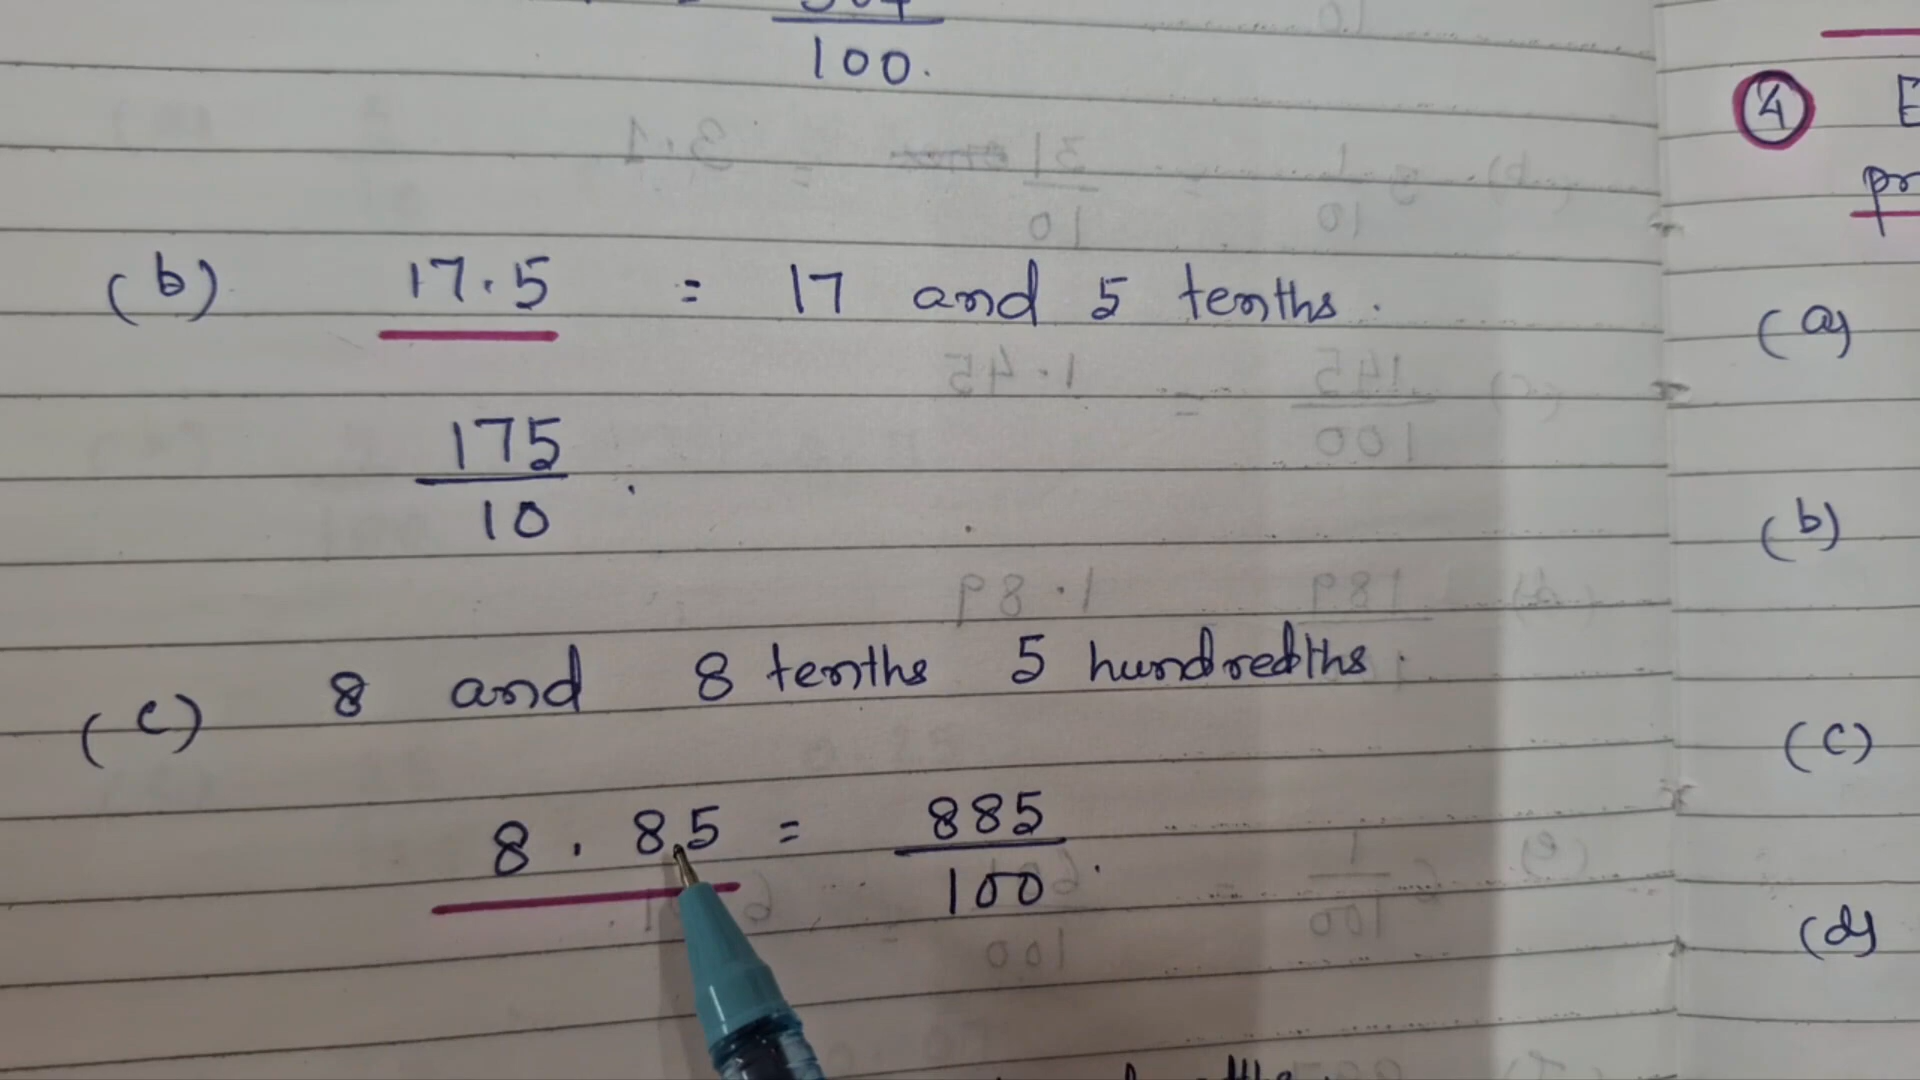 100.
(b) 17.5 = 17 and 5 tenths.
175
10
(c) 8 and 8 tenths 5 hundredths.
8.85 = 885
100.
4
(a)
(b)
(c)
(d)